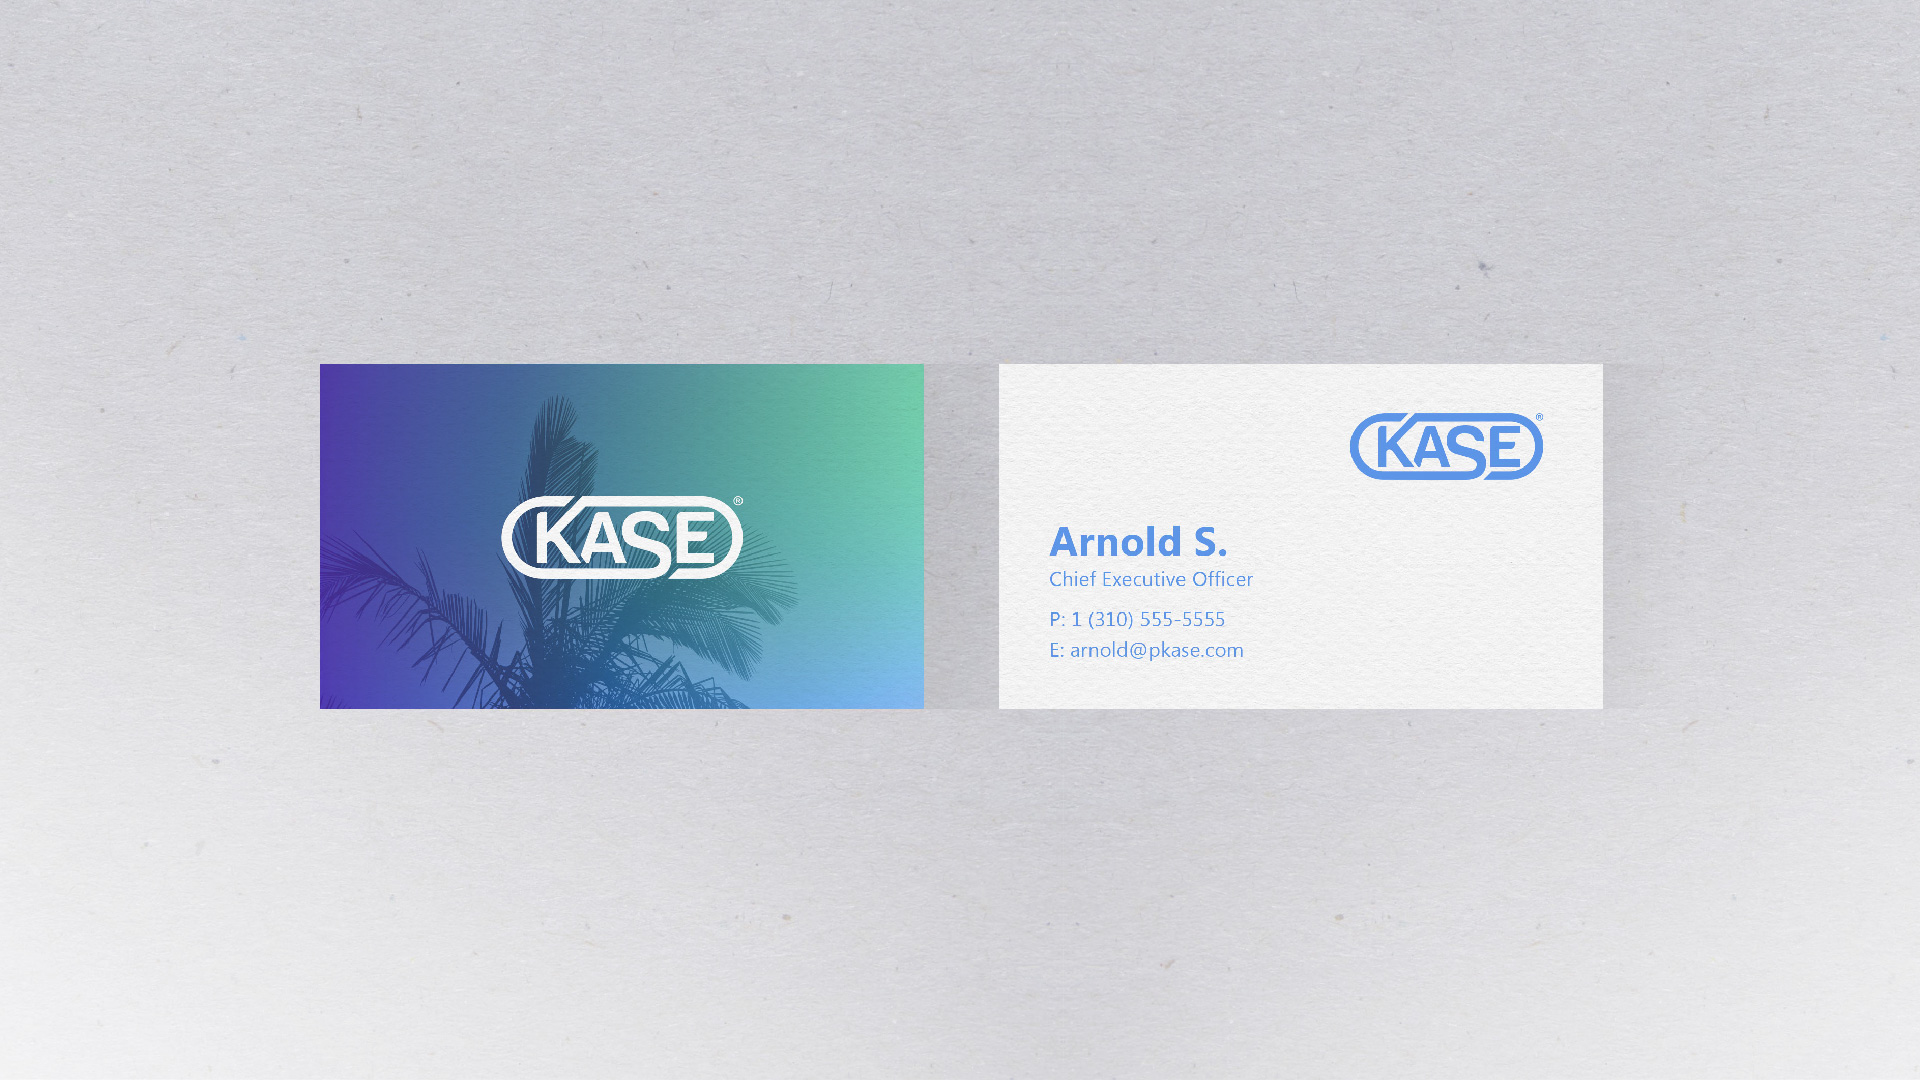 KASE®
KASE®
Arnold S.
Chief Executive Officer
P: 1 (310) 555-5555
E: arnold@pkase.com